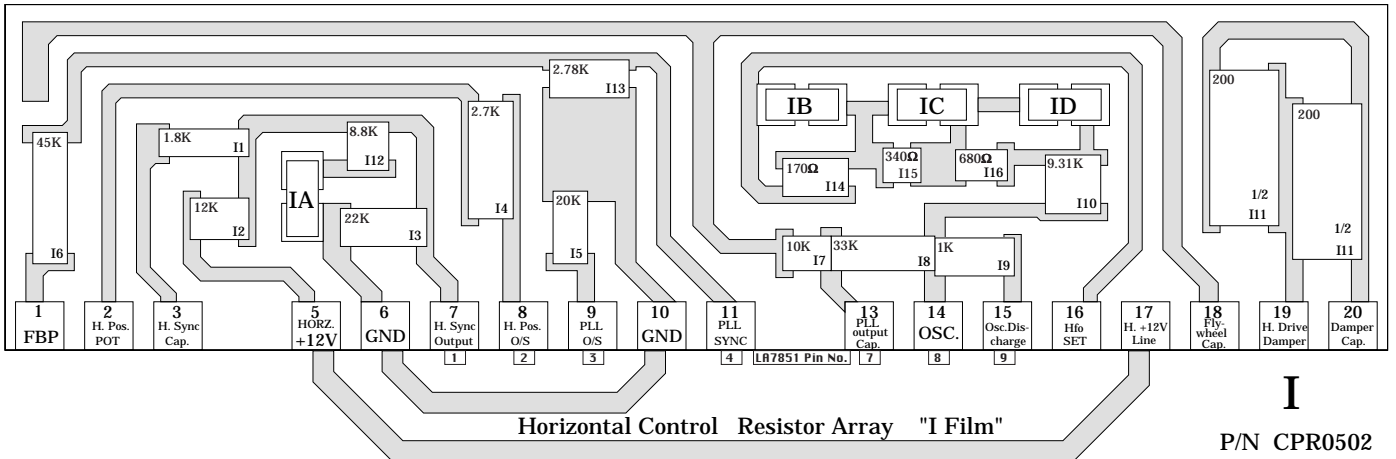 45K
I6
1.8K
I1
12K
I2
8.8K
I12
IA
22K
I3
2.7K
I4
2.78K
I13
20K
I5
IB
IC
ID
170Ω
I14
340Ω
I15
680Ω
I16
9.31K
I10
10K
I7
33K
I8
1K
I9
200
1/2
I11
200
1/2
I11
1
FBP
2
H. Pos.
POT
3
H. Sync
Cap.
5
HORZ.
+12V
6
GND
7
H. Sync
Output
8
H. Pos.
O/S
9
PLL
O/S
10
GND
11
PLL
SYNC
13
PLL
output
Cap.
14
OSC.
15
Osc.Dis-
charge
16
Hfo
SET
17
H. +12V
Line
18
Fly-
wheel
Cap.
19
H. Drive
Damper
20
Damper
Cap.
1
2
3
4
LA7851 Pin No.
7
8
9
Horizontal Control Resistor Array "I Film"
I
P/N CPR0502